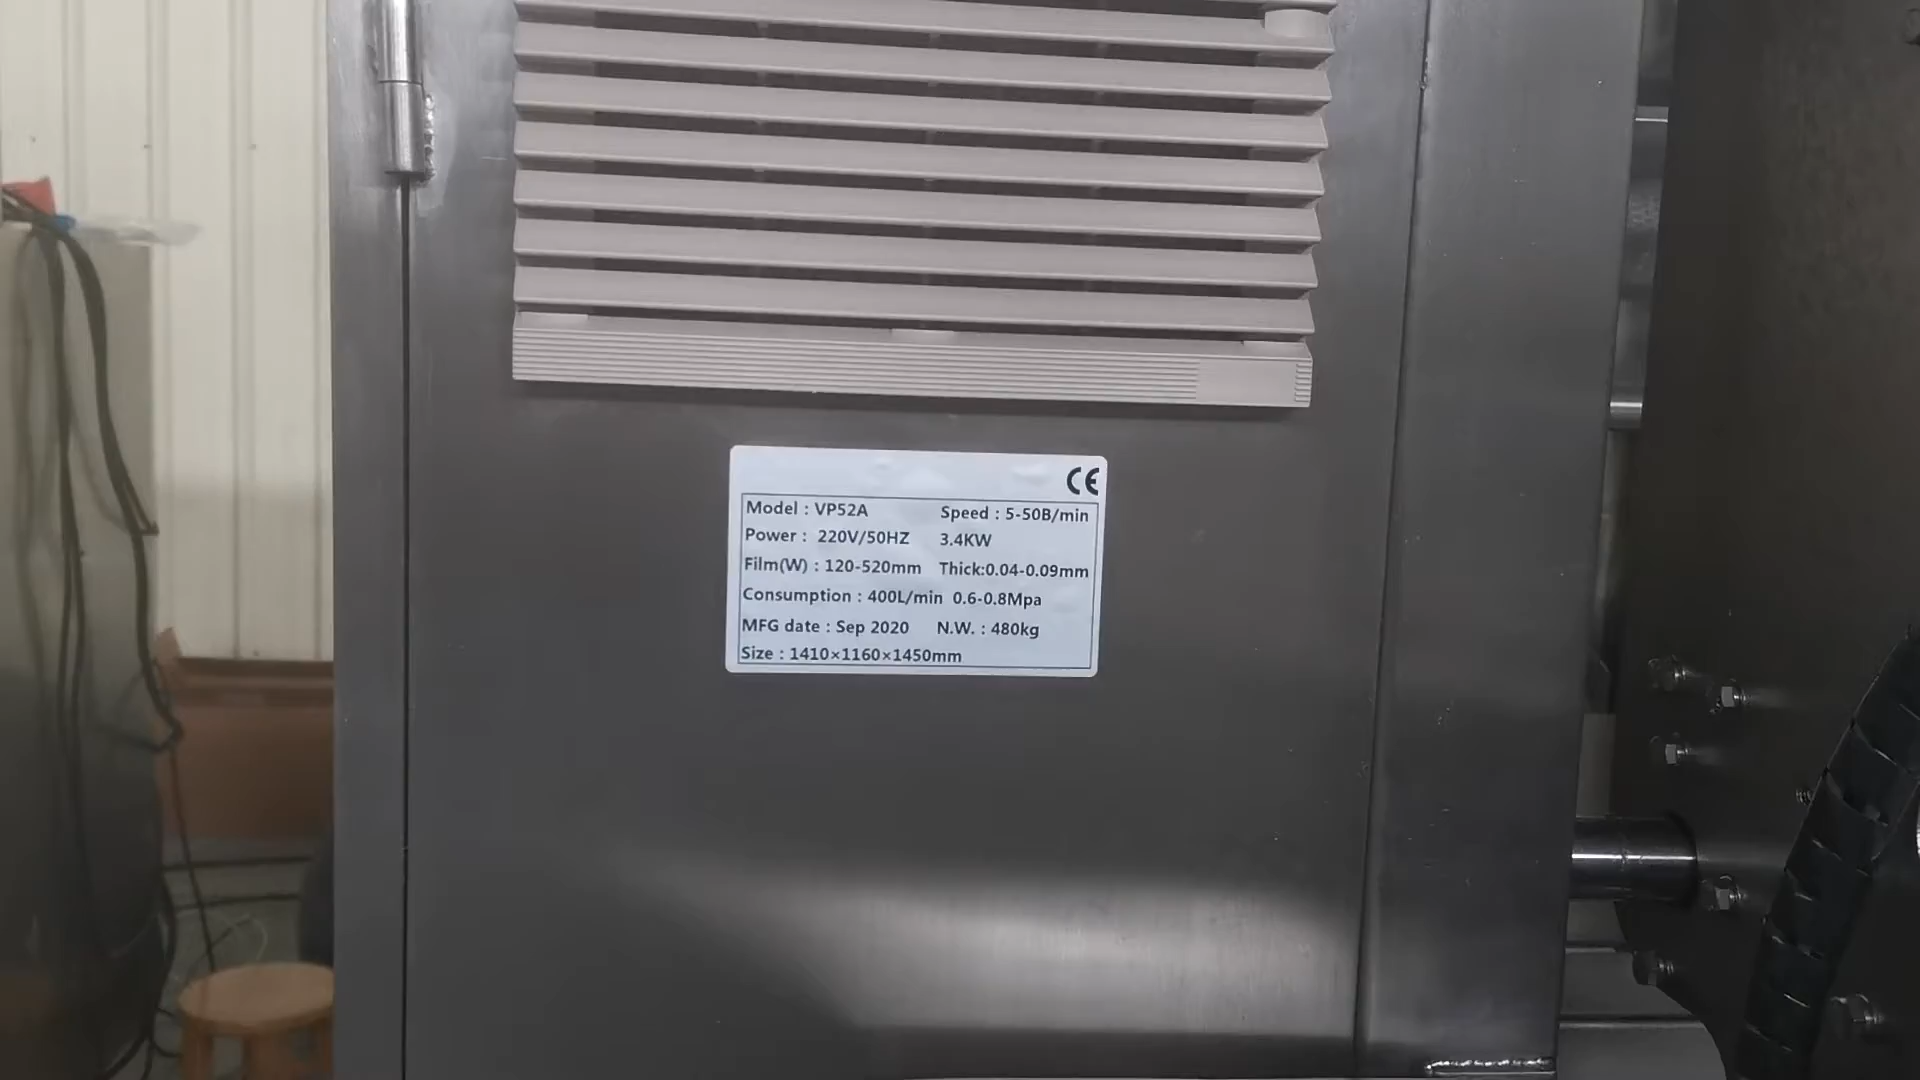 CE
Model : VP52A Speed : 5-50B/min
Power : 220V/50HZ 3.4KW
Film(W) : 120-520mm Thick:0.04-0.09mm
Consumption : 400L/min 0.6-0.8Mpa
MFG date : Sep 2020 N.W. : 480kg
Size : 1410×1160×1450mm